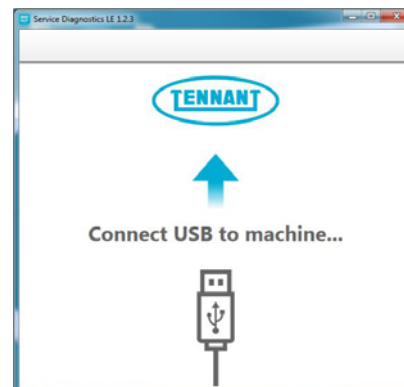 Service Diagnostics LE 1.2.3
TENNANT
Connect USB to machine...